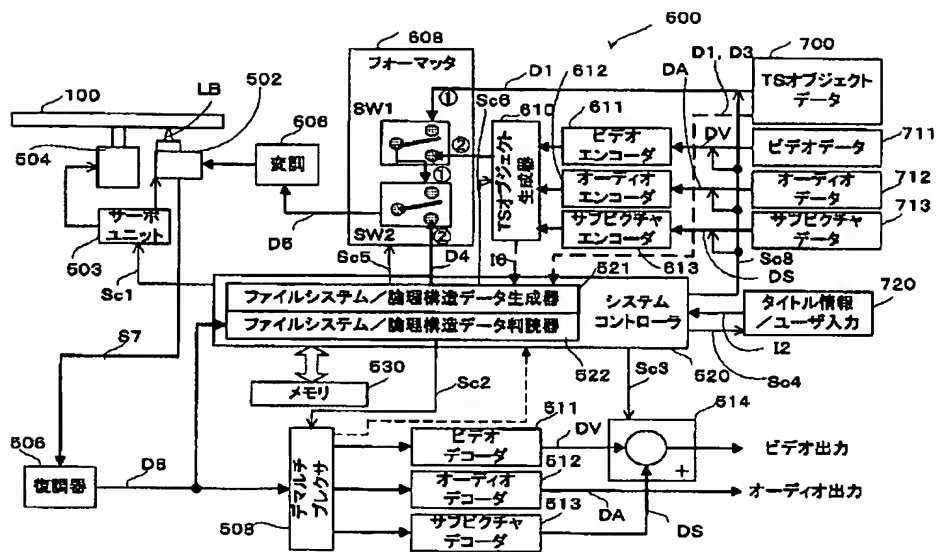 500
608
フォーマッタ
D1
612
DA
D1, D3
700
TSオブジェクト
データ
100
LB
502
SW1
①
Sc6
610
611
DV
504
606
変調
②
TSオブジェクト
生成器
ビデオ
エンコーダ
ビデオデータ
711
オーディオ
エンコーダ
オーディオ
データ
712
①
サブピクチャ
エンコーダ
サブピクチャ
データ
713
サーボ
ユニット
503
D6
SW2
②
Sc5
D4
I6
613
DS
Sc8
Sc1
521
ファイルシステム/論理構造データ生成器
システム
コントローラ
タイトル情報
/ユーザ入力
720
ファイルシステム/論理構造データ判読器
I2
S7
522
520
Sc4
メモリ
530
Sc2
Sc3
514
506
復調器
D8
デマルチ
プレクサ
508
511
ビデオ
デコーダ
DV
ビデオ出力
512
オーディオ
デコーダ
DA
+
オーディオ出力
513
サブピクチャ
デコーダ
DS